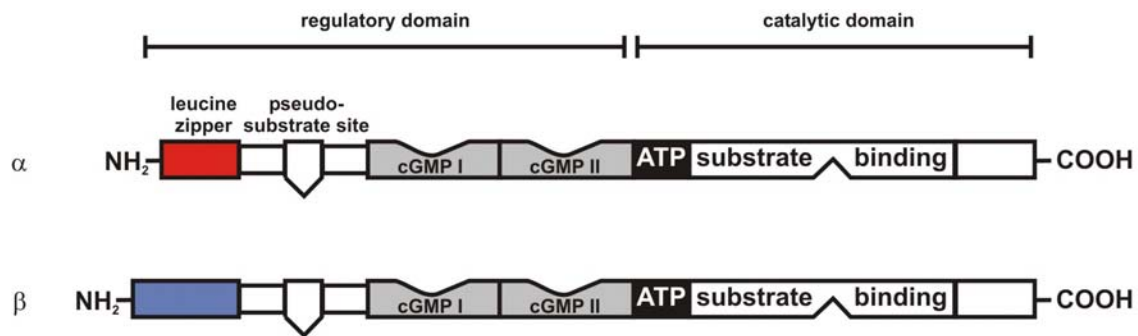 regulatory domain catalytic domain
leucine pseudo-
zipper substrate site
α NH2 cGMP I cGMP II ATP substrate binding COOH
β NH2 cGMP I cGMP II ATP substrate binding COOH